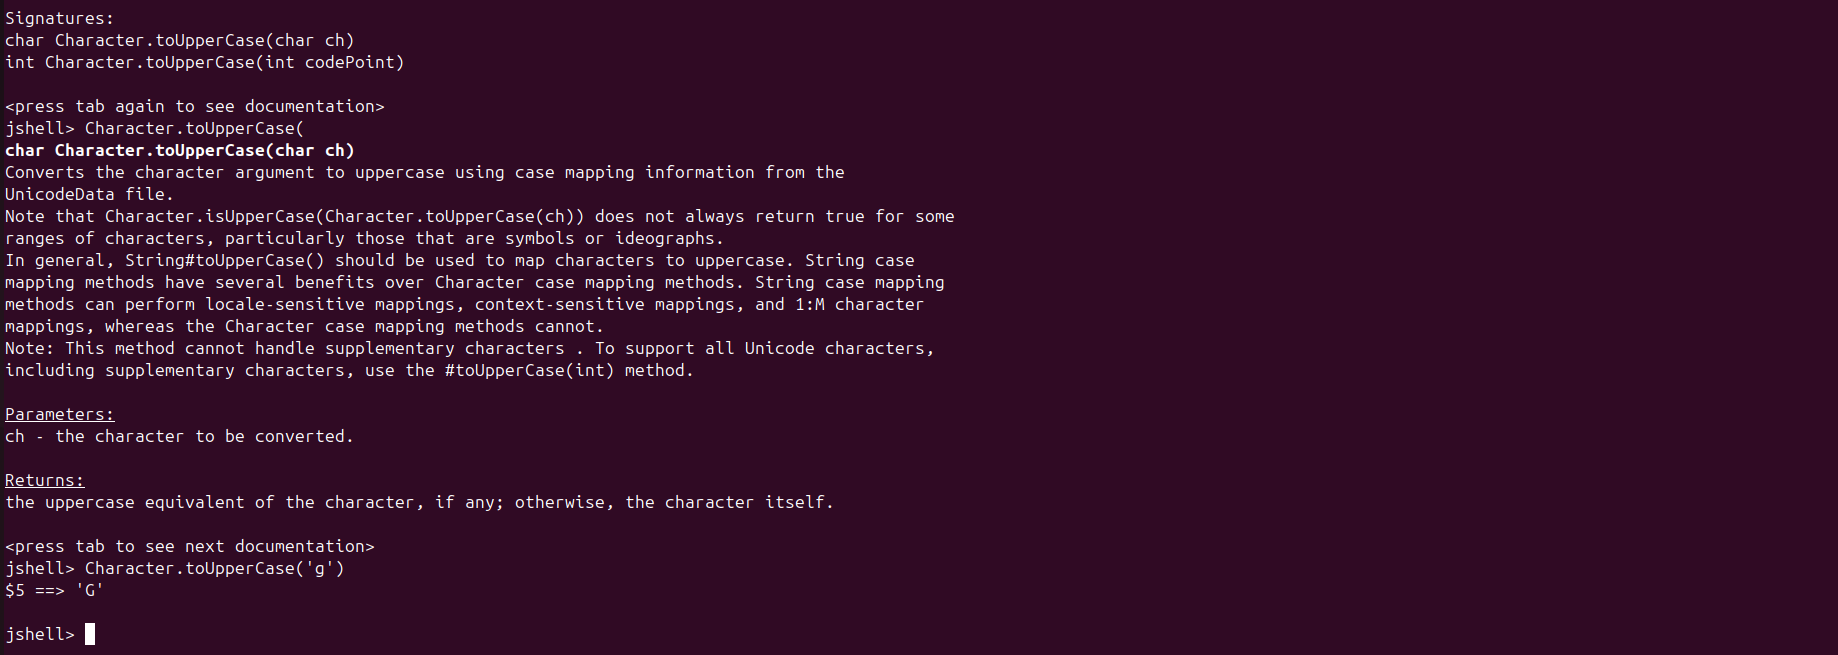 Signatures:
char Character.toUpperCase(char ch)
int Character.toUpperCase(int codePoint)

<press tab again to see documentation>
jshell> Character.toUpperCase(
char Character.toUpperCase(char ch)
Converts the character argument to uppercase using case mapping information from the
UnicodeData file.
Note that Character.isUpperCase(Character.toUpperCase(ch)) does not always return true for some
ranges of characters, particularly those that are symbols or ideographs.
In general, String#toUpperCase() should be used to map characters to uppercase. String case
mapping methods have several benefits over Character case mapping methods. String case mapping
methods can perform locale-sensitive mappings, context-sensitive mappings, and 1:M character
mappings, whereas the Character case mapping methods cannot.
Note: This method cannot handle supplementary characters . To support all Unicode characters,
including supplementary characters, use the #toUpperCase(int) method.

Parameters:
ch - the character to be converted.

Returns:
the uppercase equivalent of the character, if any; otherwise, the character itself.

<press tab to see next documentation>
jshell> Character.toUpperCase('g')
$5 ==> 'G'

jshell>